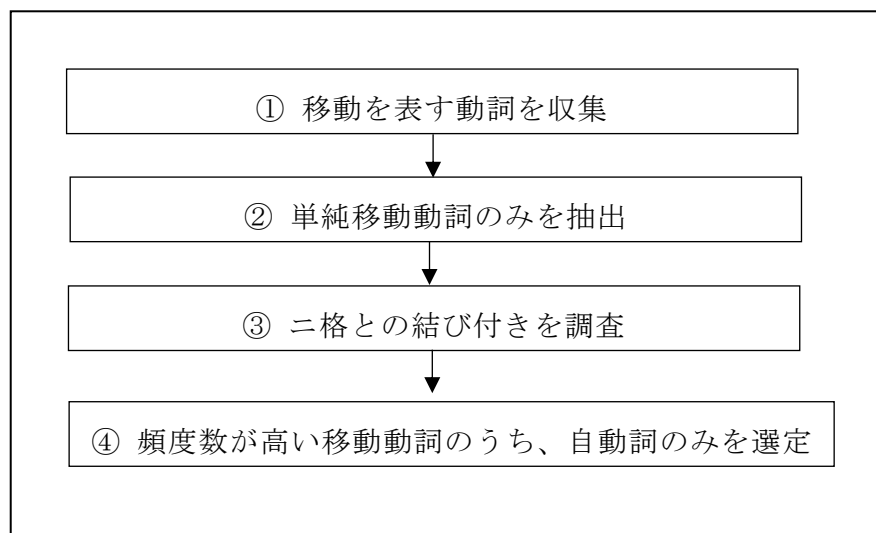 ① 移動を表す動詞を収集
② 単純移動動詞のみを抽出
③ ニ格との結び付きを調査
④ 頻度数が高い移動動詞のうち、自動詞のみを選定